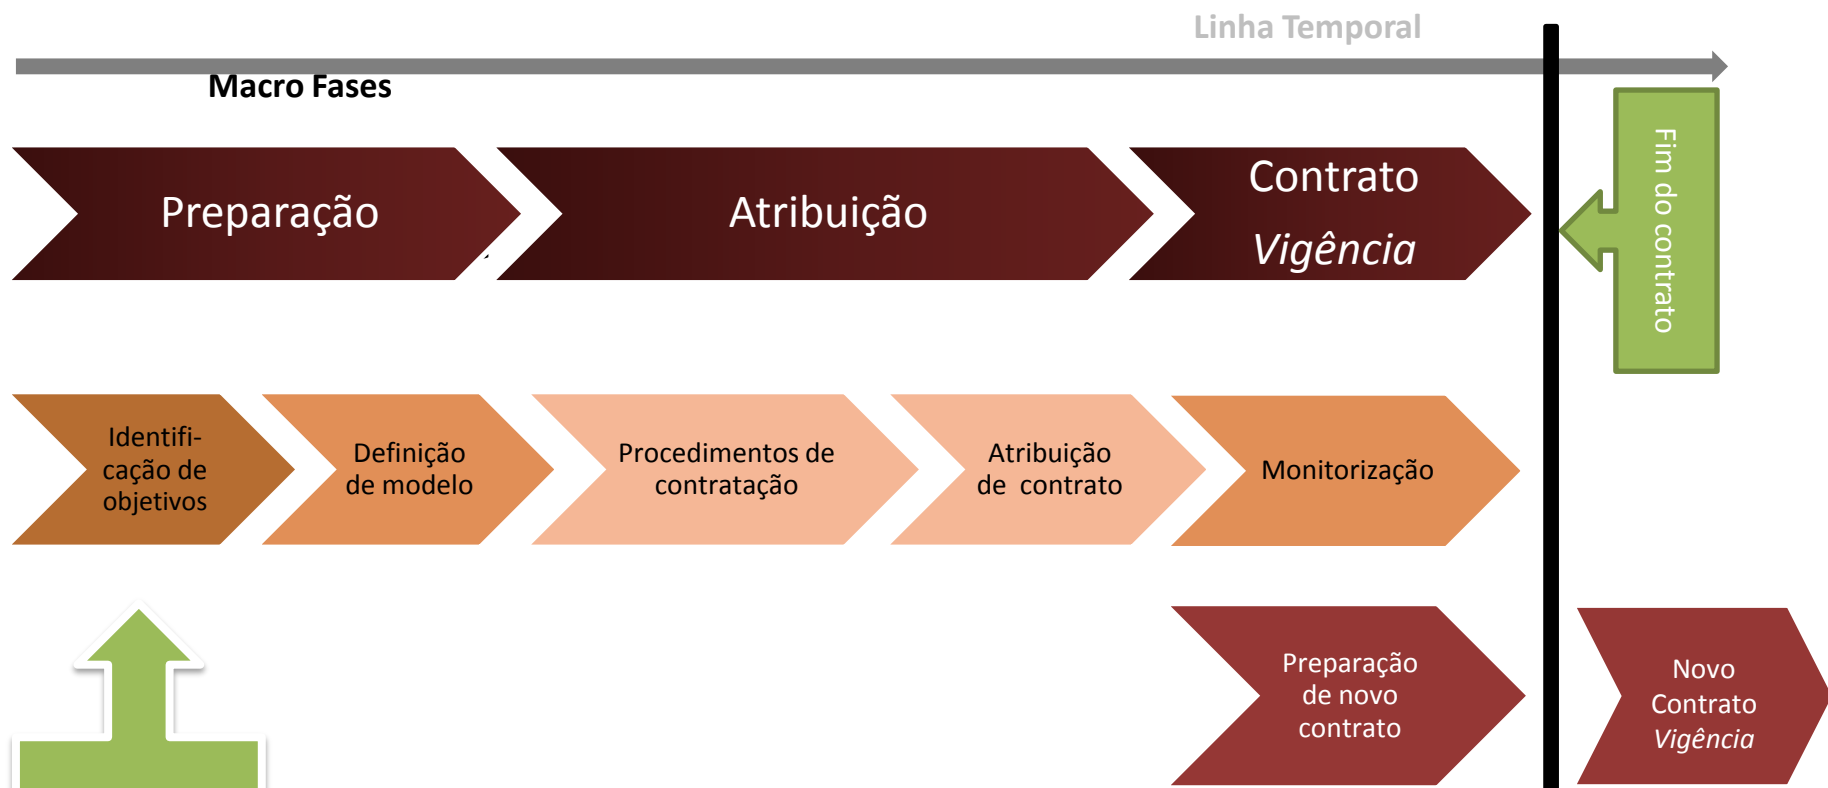 Linha Temporal
Macro Fases
Preparação
Atribuição
Contrato
Vigência
Fim do contrato
Identifi-
cação de
objetivos
Definição
de modelo
Procedimentos de
contratação
Atribuição
de contrato
Monitorização
Preparação
de novo
contrato
Novo
Contrato
Vigência